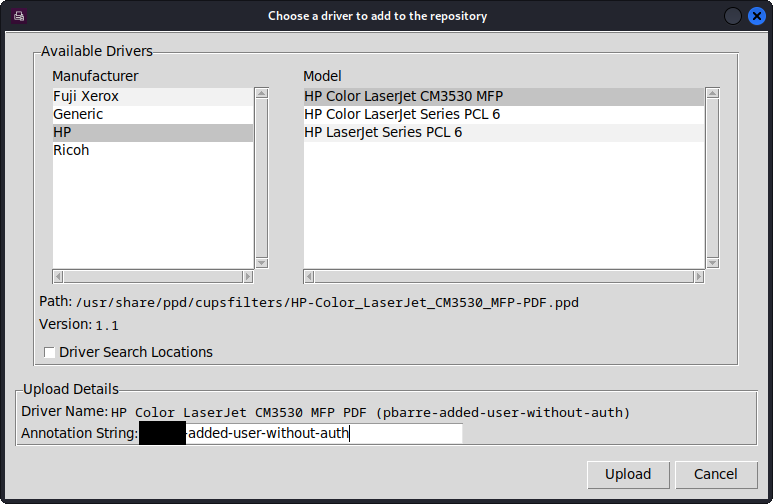 Choose a driver to add to the repository
Available Drivers
Manufacturer
Fuji Xerox
Generic
HP
Ricoh
Model
HP Color LaserJet CM3530 MFP
HP Color LaserJet Series PCL 6
HP LaserJet Series PCL 6
Path: /usr/share/ppd/cupsfilters/HP-Color_LaserJet_CM3530_MFP-PDF.ppd
Version: 1.1
Driver Search Locations
Upload Details
Driver Name: HP Color LaserJet CM3530 MFP PDF (pbarre-added-user-without-auth)
Annotation String: -added-user-without-auth
Upload Cancel